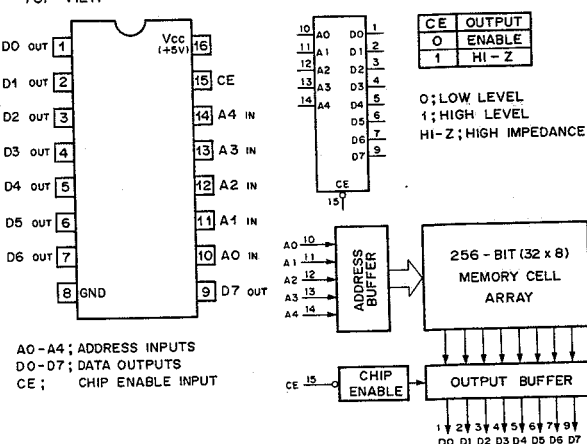 TOP VIEW
D0 OUT 1
D1 OUT 2
D2 OUT 3
D3 OUT 4
D4 OUT 5
D5 OUT 6
D6 OUT 7
8 GND
Vcc (+5V) 16
15 CE
14 A4 IN
13 A3 IN
12 A2 IN
11 A1 IN
10 A0 IN
9 D7 OUT
A0-A4; ADDRESS INPUTS
D0-D7; DATA OUTPUTS
CE; CHIP ENABLE INPUT
10 A0 D0 1
11 A1 D1 2
12 A2 D2 3
13 A3 D3 4
14 A4 D4 5
D5 6
D6 7
D7 9
CE
15
CE OUTPUT
0 ENABLE
1 HI-Z
0; LOW LEVEL
1; HIGH LEVEL
HI-Z; HIGH IMPEDANCE
A0 10
A1 11
A2 12
A3 13
A4 14
ADDRESS
BUFFER
256-BIT (32 x 8)
MEMORY CELL
ARRAY
CE 15
CHIP
ENABLE
OUTPUT BUFFER
1 2 3 4 5 6 7 9
D0 D1 D2 D3 D4 D5 D6 D7